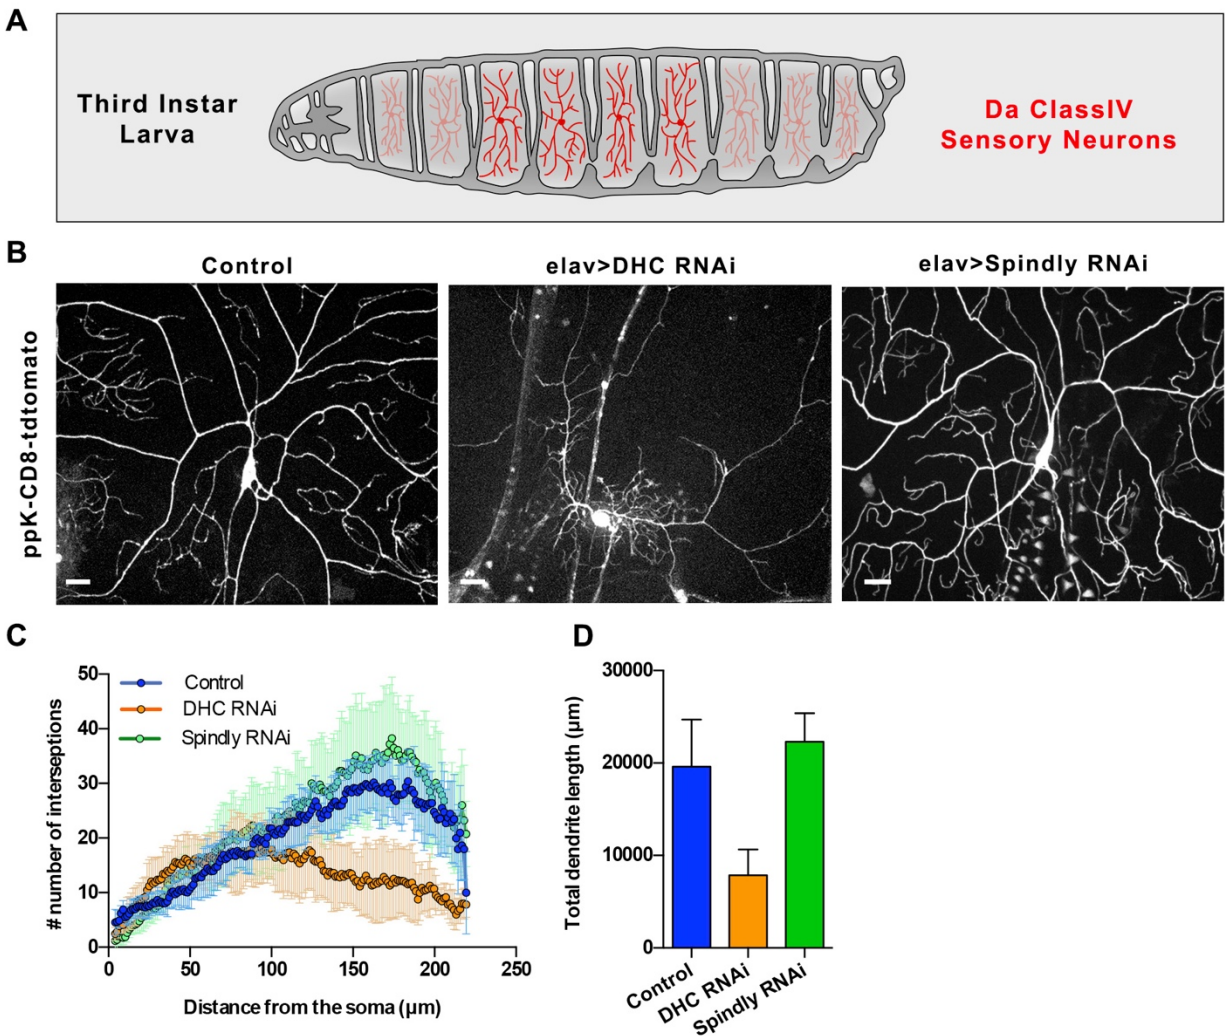 A
Third Instar
Larva
Da ClassIV
Sensory Neurons
B
Control
elav>DHC RNAi
elav>Spindly RNAi
ppK-CD8-tdtomato
C
50
40
30
20
10
0
# number of interseptions
Control
DHC RNAi
Spindly RNAi
0
50
100
150
200
250
Distance from the soma (µm)
D
30000
20000
10000
0
Total dendrite length (µm)
Control
DHC RNAi
Spindly RNAi